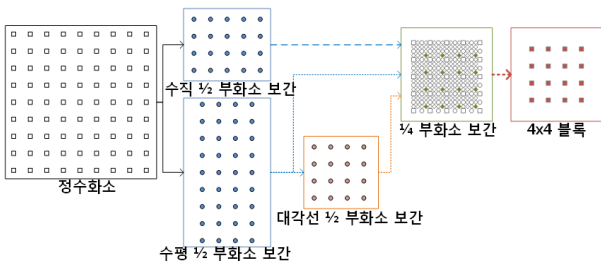 수직 ½ 부화소 보간
¼ 부화소 보간
4x4 블록
정수화소
대각선 ½ 부화소 보간
수평 ½ 부화소 보간